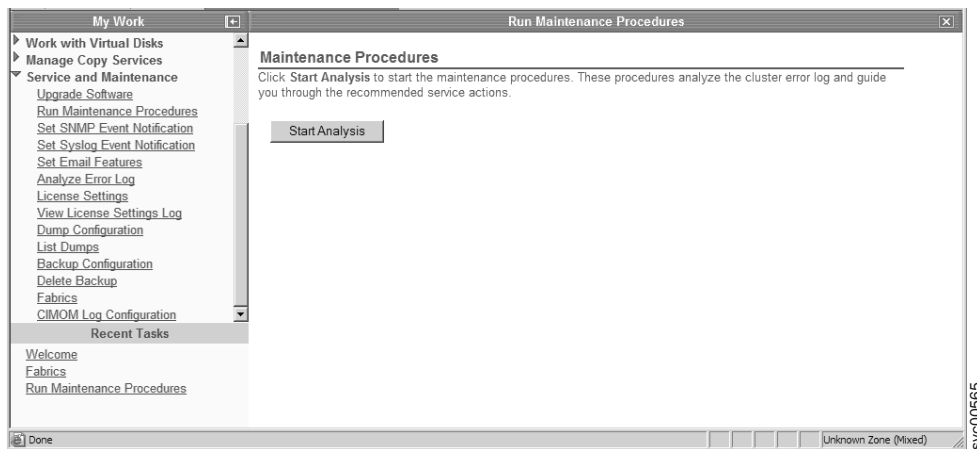 My Work
Run Maintenance Procedures
Work with Virtual Disks
Manage Copy Services
Service and Maintenance
Upgrade Software
Run Maintenance Procedures
Set SNMP Event Notification
Set Syslog Event Notification
Set Email Features
Analyze Error Log
License Settings
View License Settings Log
Dump Configuration
List Dumps
Backup Configuration
Delete Backup
Fabrics
CIMOM Log Configuration
Recent Tasks
Welcome
Fabrics
Run Maintenance Procedures
Maintenance Procedures
Click Start Analysis to start the maintenance procedures. These procedures analyze the cluster error log and guide
you through the recommended service actions.
Start Analysis
Done
Unknown Zone (Mixed)
svc00565